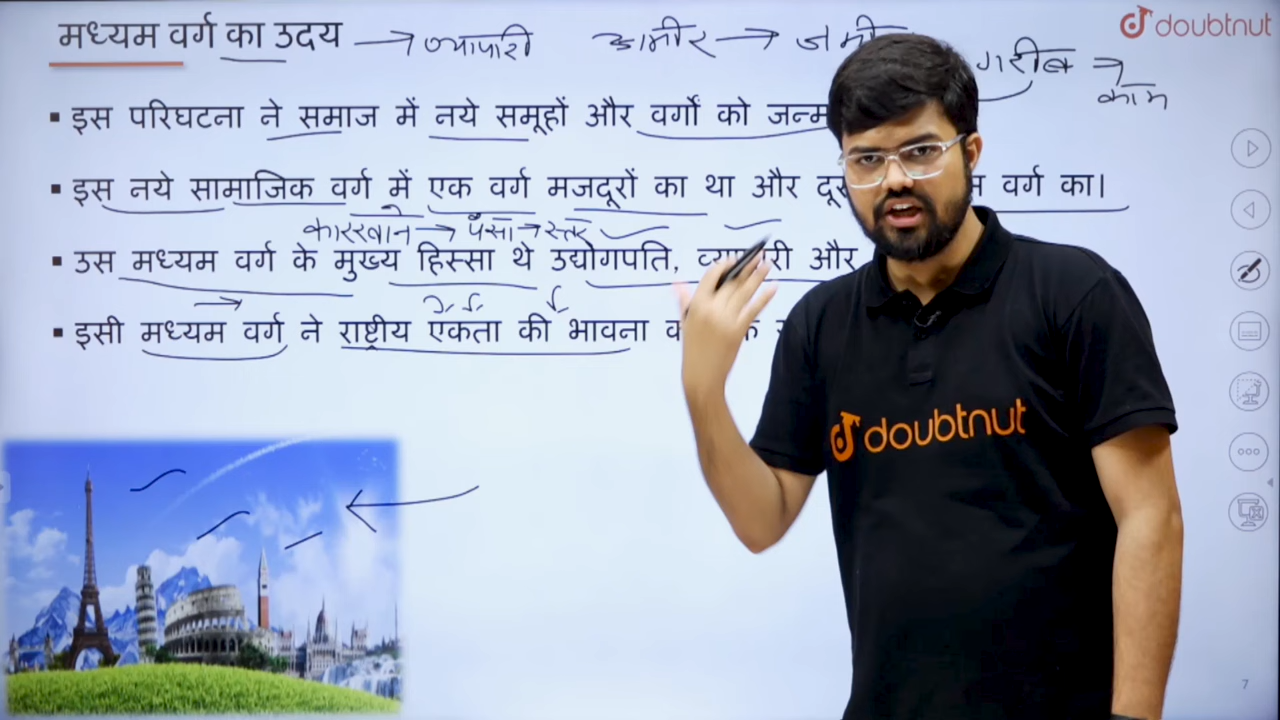 मध्यम वर्ग का उदय → व्यापारी अमीर → गरीब → काम
doubtnut
इस परिघटना ने समाज में नये समूहों और वर्गों को जन्म
इस नये सामाजिक वर्ग में एक वर्ग मजदूरों का था और वर्ग का।
कारखाने → पैसा →
उस मध्यम वर्ग के मुख्य हिस्सा थे उद्योगपति, व्यापारी और
इसी मध्यम वर्ग ने राष्ट्रीय एकता की भावना
doubtnut
7